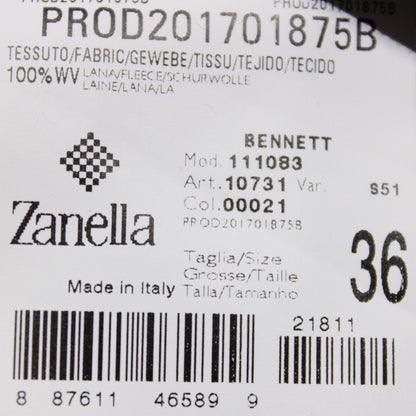 PROD201701875B
PROD201701875B
PROD201701875B
TESSUTO/FABRIC/GEWEBE/TISSU/TEJIDO/TECIDO
100%WV LANA/FLEECE/SCHURWOLLE
LAINE/LANA/LA
BENNETT
Mod. 111083
Art. 10731 Var. S51
Col. 00021
PROD201701875B
Zanella
Taglia/Size
Grosse/Taille
Talla/Tamanho
36
Made in Italy
21811
8 87611 46589 9